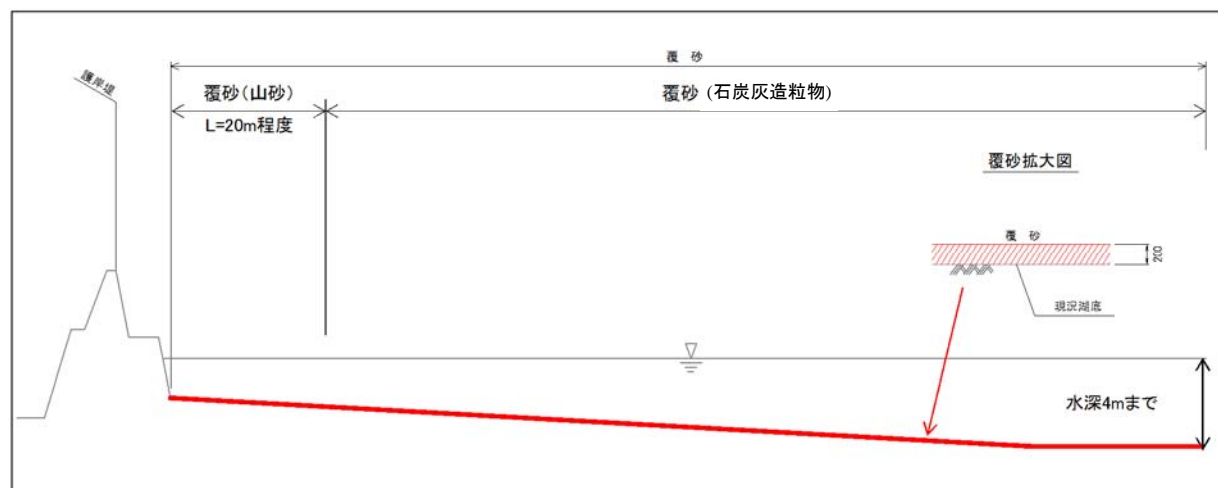 覆 砂
護岸堤
覆砂(山砂)
L=20m程度
覆砂 (石炭灰造粒物)
覆砂拡大図
覆 砂
200
現況湖底
水深4mまで